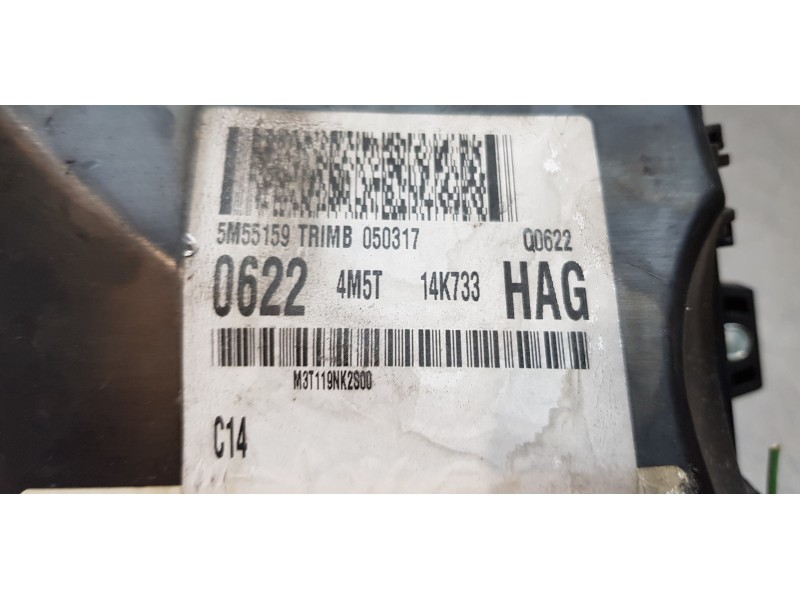 5M55159 TRIMB 050317 Q0622
0622 4M5T 14K733 HAG
M3T119NK2S00
C14